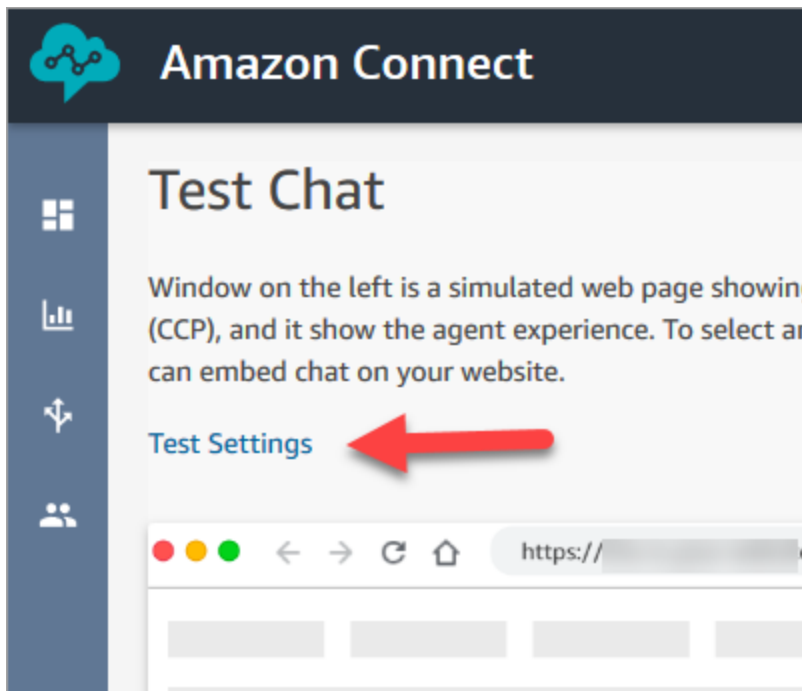 Amazon Connect
Test Chat
Window on the left is a simulated web page showing
(CCP), and it show the agent experience. To select
can embed chat on your website.
Test Settings
https://